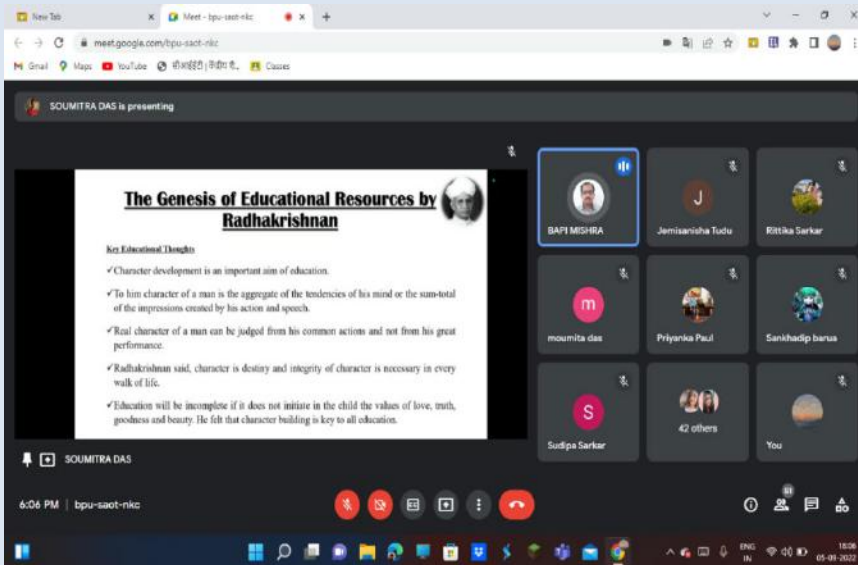 New Tab
Meet - bpu-saot-nkc
meet.google.com/bpu-saot-nkc
Gmail
Maps
YouTube
Classes
SOUMITRA DAS is presenting
The Genesis of Educational Resources by
Radhakrishnan
Key Educational Thoughts
✓Character development is an important aim of education.
✓To him character of a man is the aggregate of the tendencies of his mind or the sum-total
of the impressions created by his action and speech.
✓Real character of a man can be judged from his common actions and not from his great
performance.
✓Radhakrishnan said, character is destiny and integrity of character is necessary in every
walk of life.
✓Education will be incomplete if it does not initiate in the child the values of love, truth,
goodness and beauty. He felt that character building is key to all education.
SOUMITRA DAS
BAPI MISHRA
J
Jemisanisha Tudu
Rittika Sarkar
m
moumita das
Priyanka Paul
Sankhadip barua
S
Sudipa Sarkar
42 others
You
6:06 PM | bpu-saot-nkc
51
ENG
IN
18:06
05-09-2022